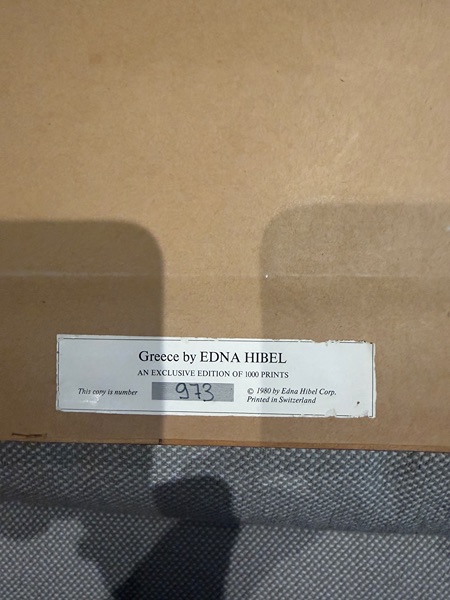 Greece by EDNA HIBEL
AN EXCLUSIVE EDITION OF 1000 PRINTS
This copy is number 973 © 1980 by Edna Hibel Corp.
Printed in Switzerland